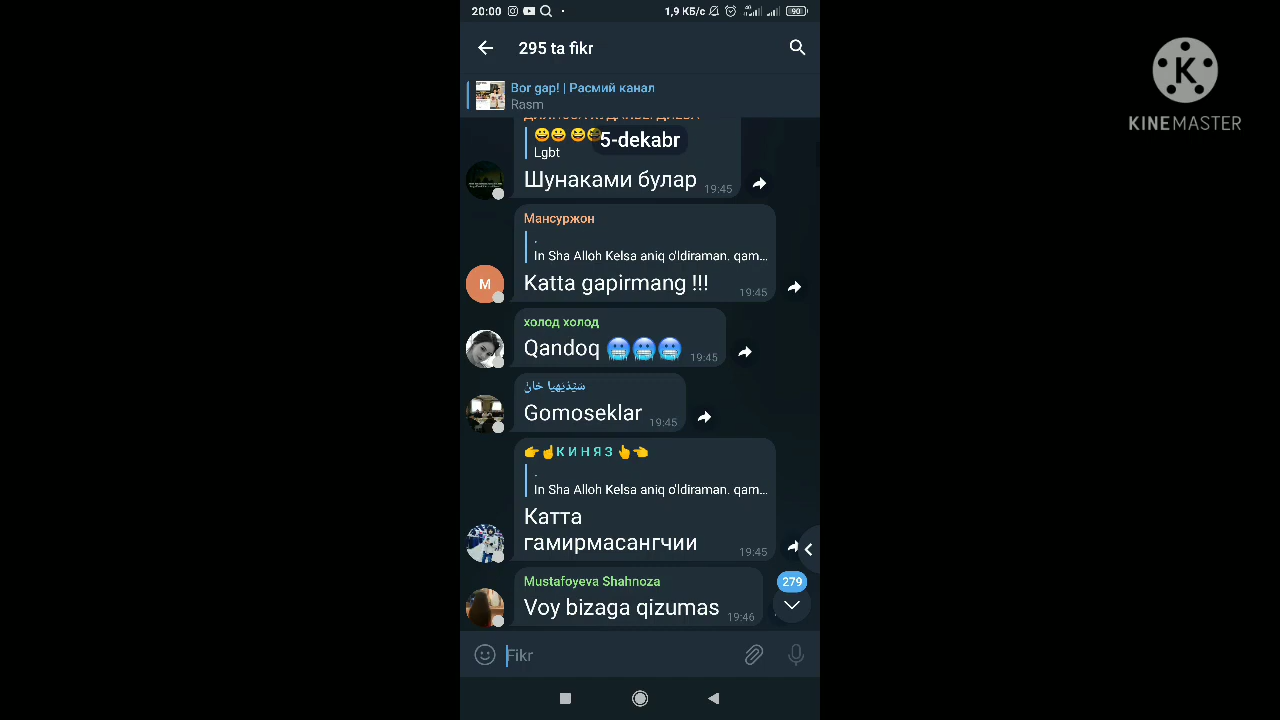 20:00
1,9 КБ/с
90
295 ta fikr
Bor gap! | Расмий канал
Rasm
5-dekabr
Lgbt
Шунаками булар 19:45
Мансуржон
.
In Sha Alloh Kelsa aniq o'ldiraman. qam...
M
Katta gapirmang !!! 19:45
холод холод
Qandoq 🥶🥶🥶 19:45
Gomoseklar 19:45
👉☝К И Н Я З 👆👈
.
In Sha Alloh Kelsa aniq o'ldiraman. qam...
Катта
гамирмасангчии 19:45
279
Mustafoyeva Shahnoza
Voy bizaga qizumas 19:46
Fikr
K
KINEMASTER